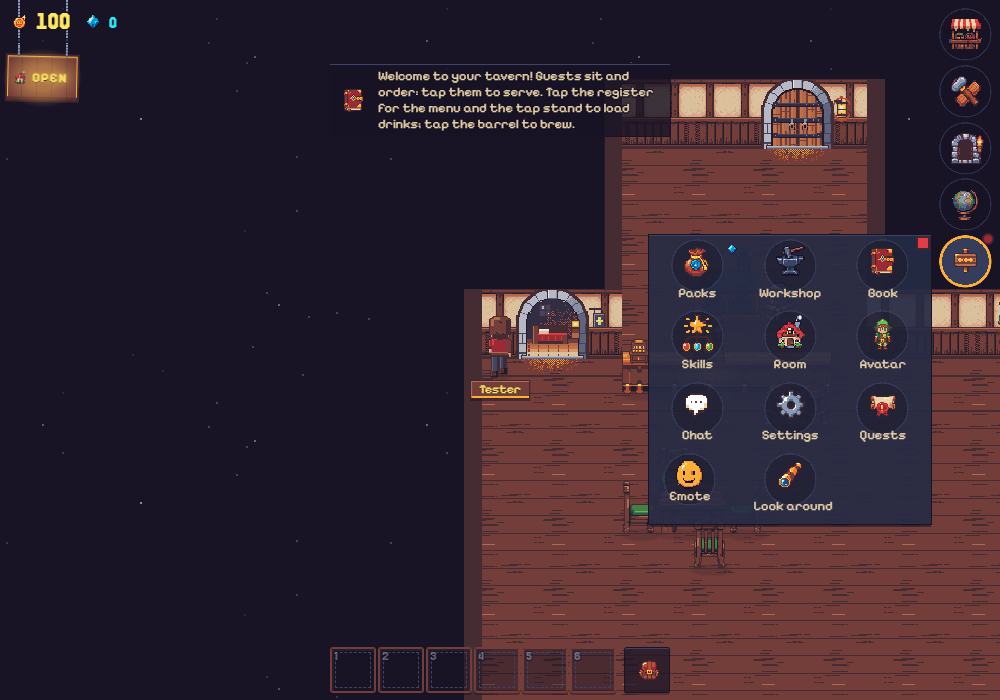 100
0
OPEN
Welcome to your tavern! Guests sit and
order: tap them to serve. Tap the register
for the menu and the tap stand to load
drinks: tap the barrel to brew.
Packs
Workshop
Book
Skills
Room
Avatar
Tester
Chat
Settings
Quests
Emote
Look around
1
2
3
4
5
6